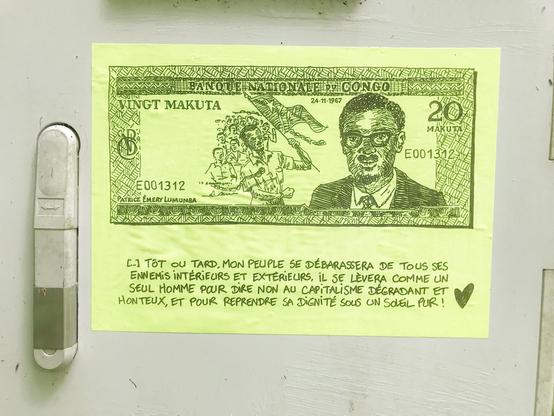 BANQUE NATIONALE DU CONGO
24-11-1967
VINGT MAKUTA
20
MAKUTA
E001312
E001312
PATRICE EMERY LUMUMBA
[...] TÔT OU TARD, MON PEUPLE SE DÉBARASSERA DE TOUS SES
ENNEMIS INTÉRIEURS ET EXTÉRIEURS, IL SE LÈVERA COMME UN
SEUL HOMME POUR DIRE NON AU CAPITALISME DÉGRADANT ET
HONTEUX, ET POUR REPRENDRE SA DIGNITÉ SOUS UN SOLEIL PUR !